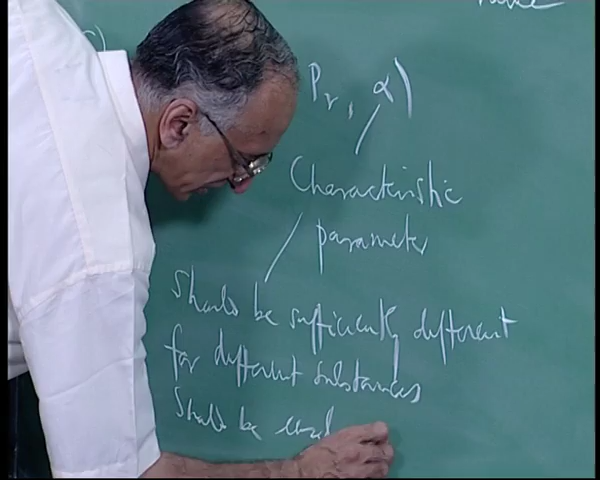 Pr, α)
Characteristic
parameter
Should be sufficiently different
for different substances
Should be